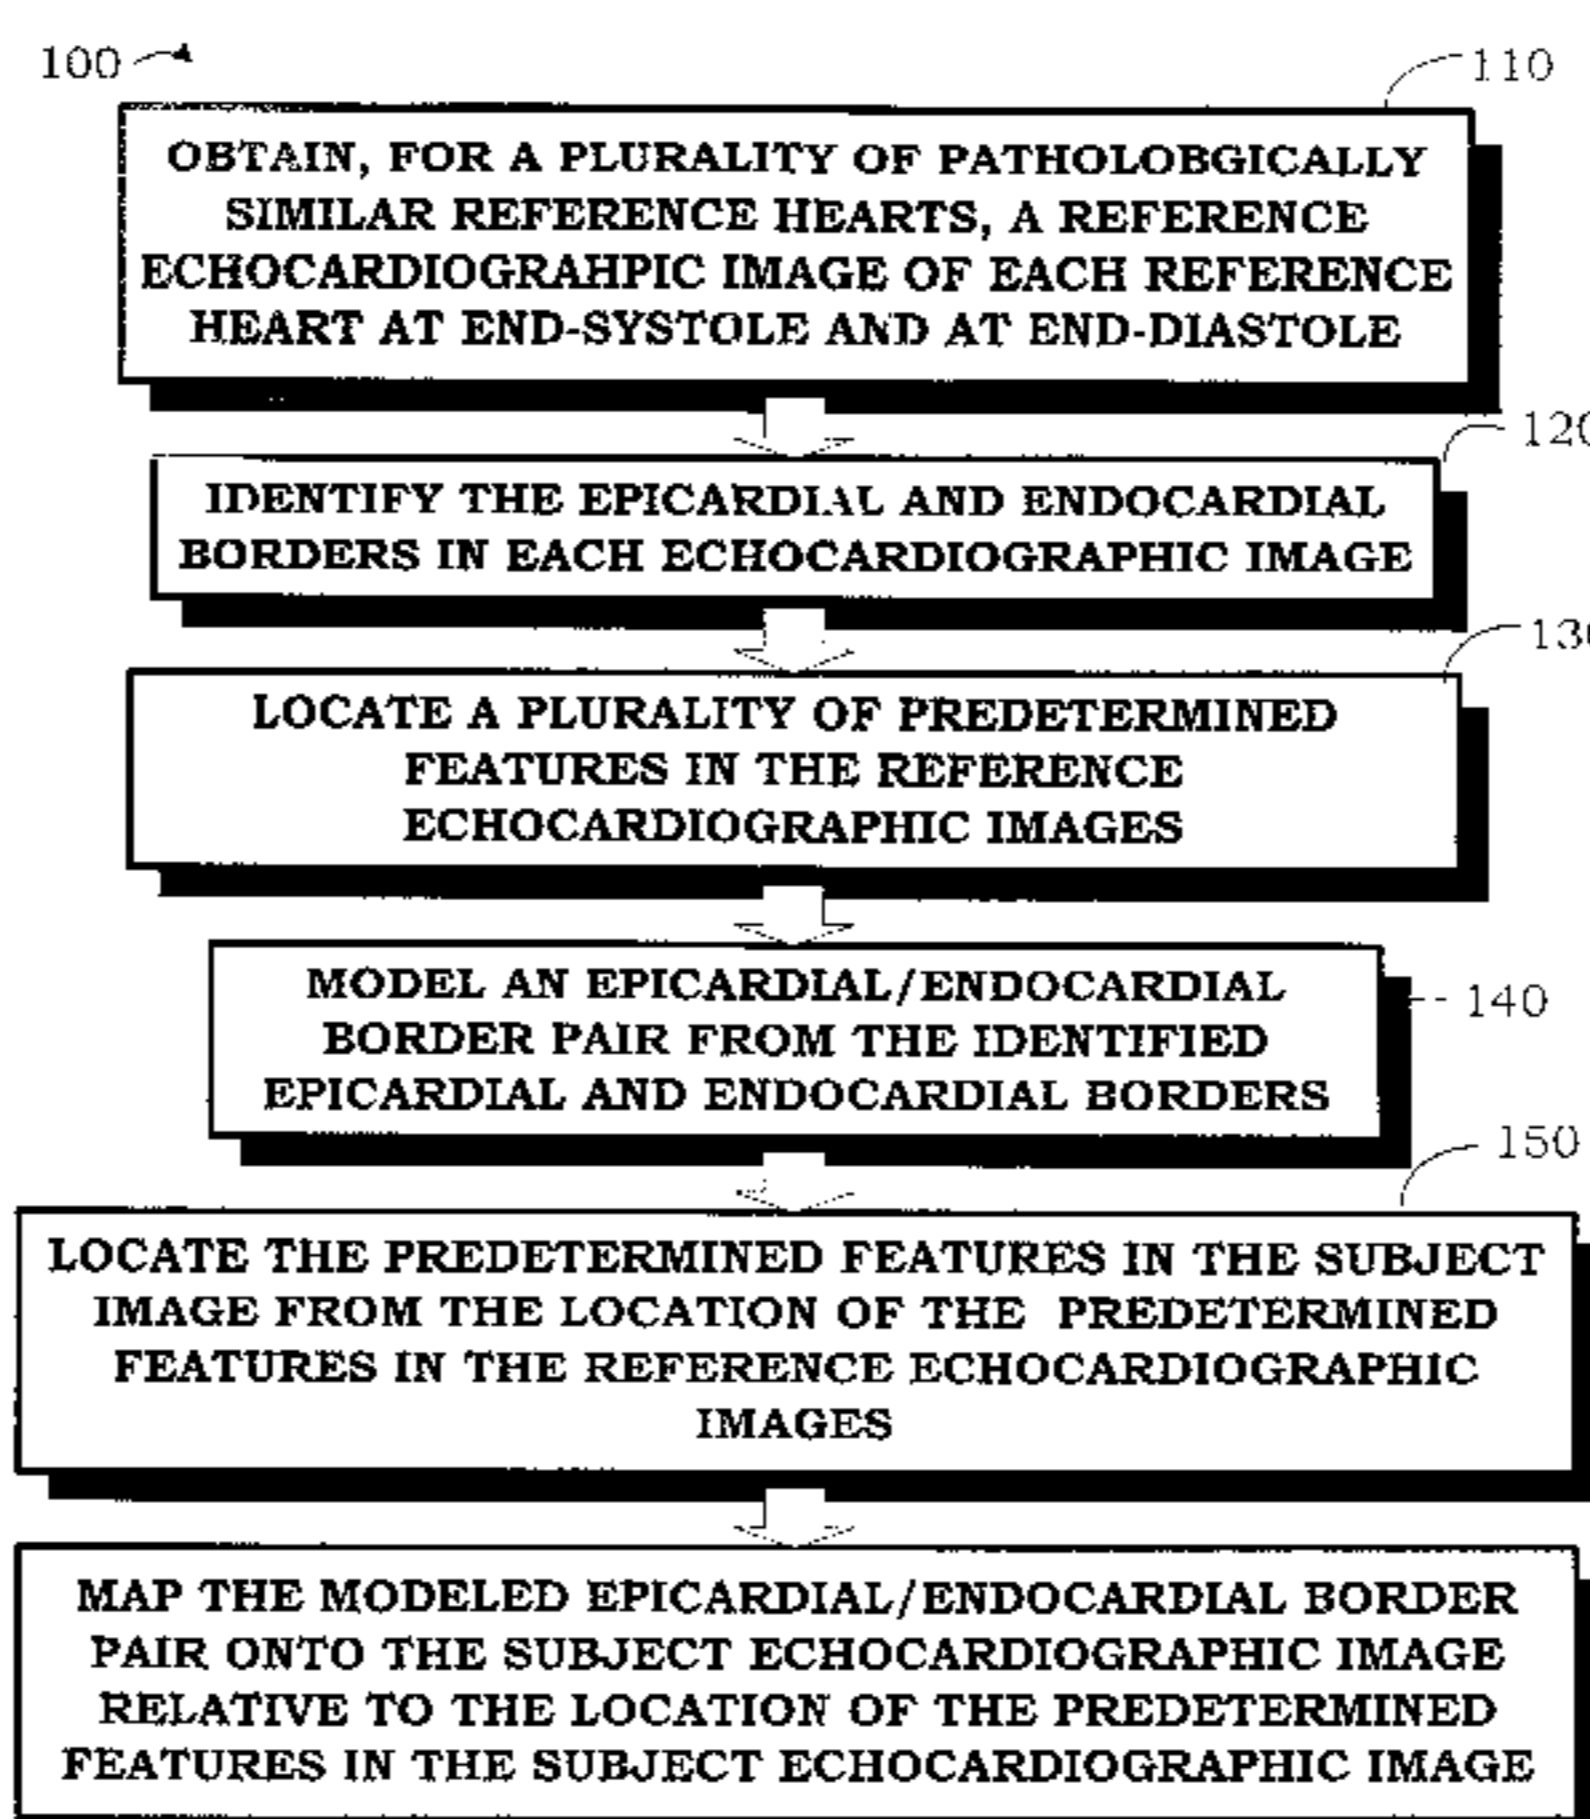 100
110
OBTAIN, FOR A PLURALITY OF PATHOLOBGICALLY
SIMILAR REFERENCE HEARTS, A REFERENCE
ECHOCARDIOGRAHPIC IMAGE OF EACH REFERENCE
HEART AT END-SYSTOLE AND AT END-DIASTOLE
120
IDENTIFY THE EPICARDIAL AND ENDOCARDIAL
BORDERS IN EACH ECHOCARDIOGRAPHIC IMAGE
130
LOCATE A PLURALITY OF PREDETERMINED
FEATURES IN THE REFERENCE
ECHOCARDIOGRAPHIC IMAGES
MODEL AN EPICARDIAL/ENDOCARDIAL
140
BORDER PAIR FROM THE IDENTIFIED
EPICARDIAL AND ENDOCARDIAL BORDERS
150
LOCATE THE PREDETERMINED FEATURES IN THE SUBJECT
IMAGE FROM THE LOCATION OF THE PREDETERMINED
FEATURES IN THE REFERENCE ECHOCARDIOGRAPHIC
IMAGES
MAP THE MODELED EPICARDIAL/ENDOCARDIAL BORDER
PAIR ONTO THE SUBJECT ECHOCARDIOGRAPHIC IMAGE
RELATIVE TO THE LOCATION OF THE PREDETERMINED
FEATURES IN THE SUBJECT ECHOCARDIOGRAPHIC IMAGE